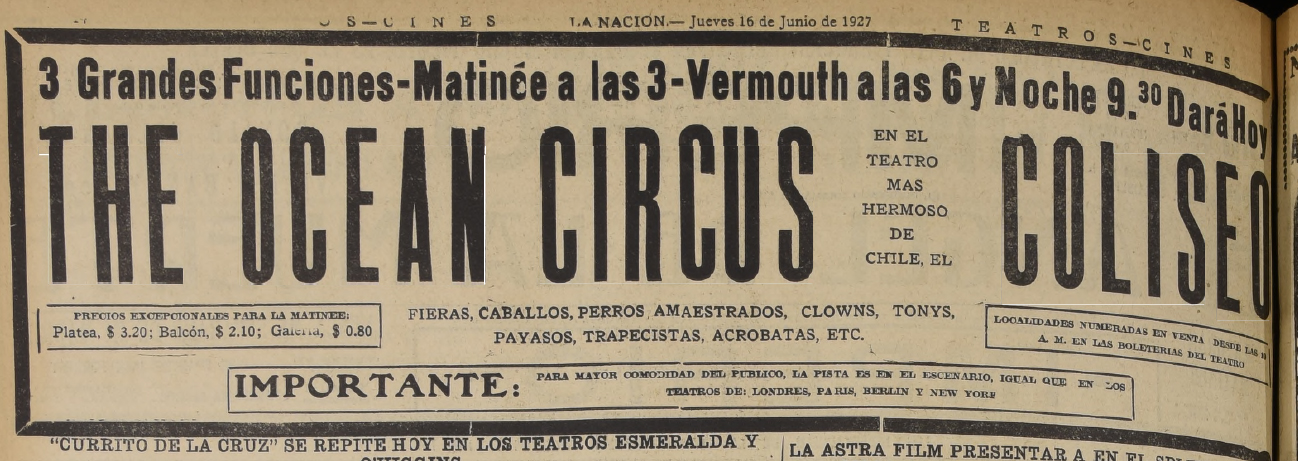 S—CINES LA NACION.— Jueves 16 de Junio de 1927 TEATROS—CINES
3 Grandes Funciones-Matinée a las 3-Vermouth a las 6 y Noche 9.30 Dará Hoy
THE OCEAN CIRCUS
EN EL
TEATRO
MAS
HERMOSO
DE
CHILE, EL
COLISEO
PRECIOS EXCEPCIONALES PARA LA MATINEE:
Platea, $ 3.20; Balcón, $ 2.10; Galería, $ 0.80
FIERAS, CABALLOS, PERROS AMAESTRADOS, CLOWNS, TONYS,
PAYASOS, TRAPECISTAS, ACROBATAS, ETC.
LOCALIDADES NUMERADAS EN VENTA DESDE LAS 10
A. M. EN LAS BOLETERIAS DEL TEATRO
IMPORTANTE: PARA MAYOR COMODIDAD DEL PUBLICO, LA PISTA ES EN EL ESCENARIO, IGUAL QUE EN LOS
TEATROS DE: LONDRES, PARIS, BERLIN Y NEW YORK
"CURRITO DE LA CRUZ" SE REPITE HOY EN LOS TEATROS ESMERALDA Y
LA ASTRA FILM PRESENTARA EN EL